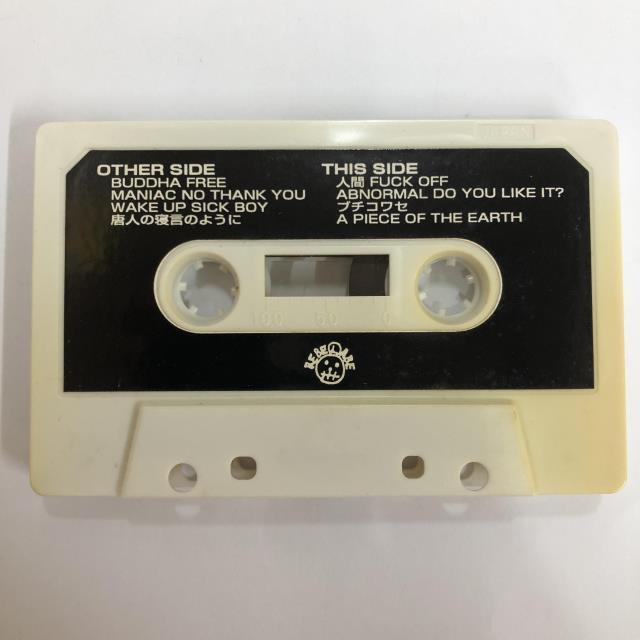 JAPAN
OTHER SIDE
BUDDHA FREE
MANIAC NO THANK YOU
WAKE UP SICK BOY
唐人の寝言のように
THIS SIDE
人間 FUCK OFF
ABNORMAL DO YOU LIKE IT?
ブチコワセ
A PIECE OF THE EARTH
100 50 0